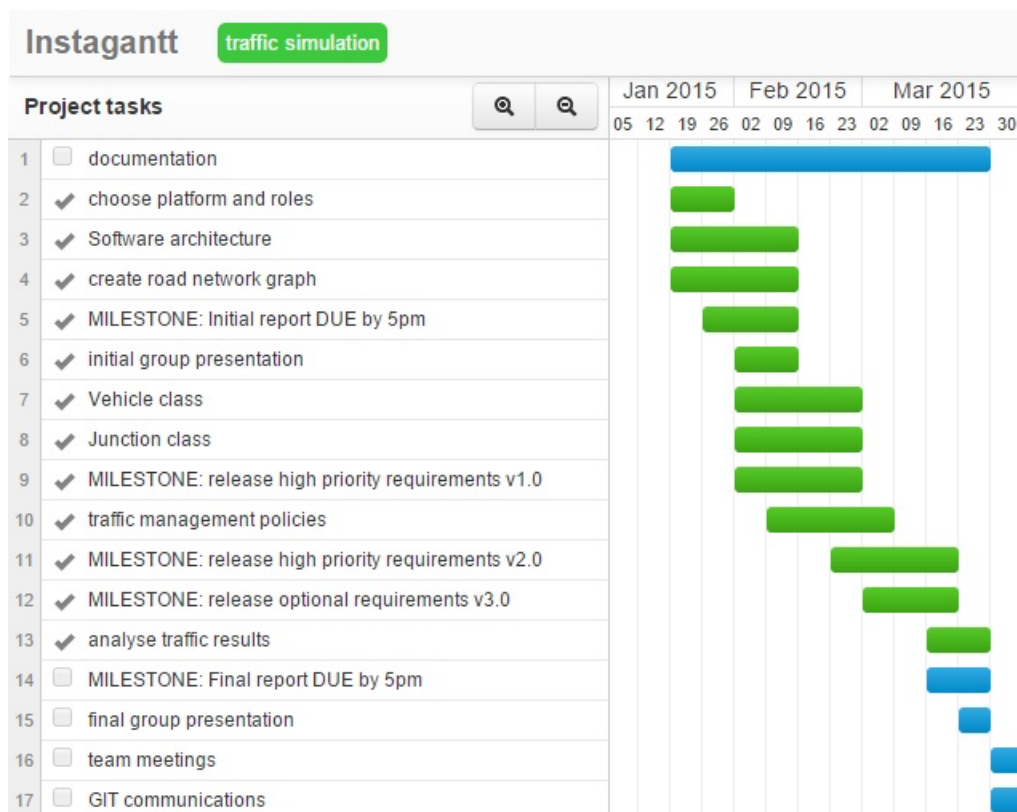 Instagantt traffic simulation
Project tasks
Jan 2015 Feb 2015 Mar 2015
05 12 19 26 02 09 16 23 02 09 16 23 30
1 documentation
2 choose platform and roles
3 Software architecture
4 create road network graph
5 MILESTONE: Initial report DUE by 5pm
6 initial group presentation
7 Vehicle class
8 Junction class
9 MILESTONE: release high priority requirements v1.0
10 traffic management policies
11 MILESTONE: release high priority requirements v2.0
12 MILESTONE: release optional requirements v3.0
13 analyse traffic results
14 MILESTONE: Final report DUE by 5pm
15 final group presentation
16 team meetings
17 GIT communications